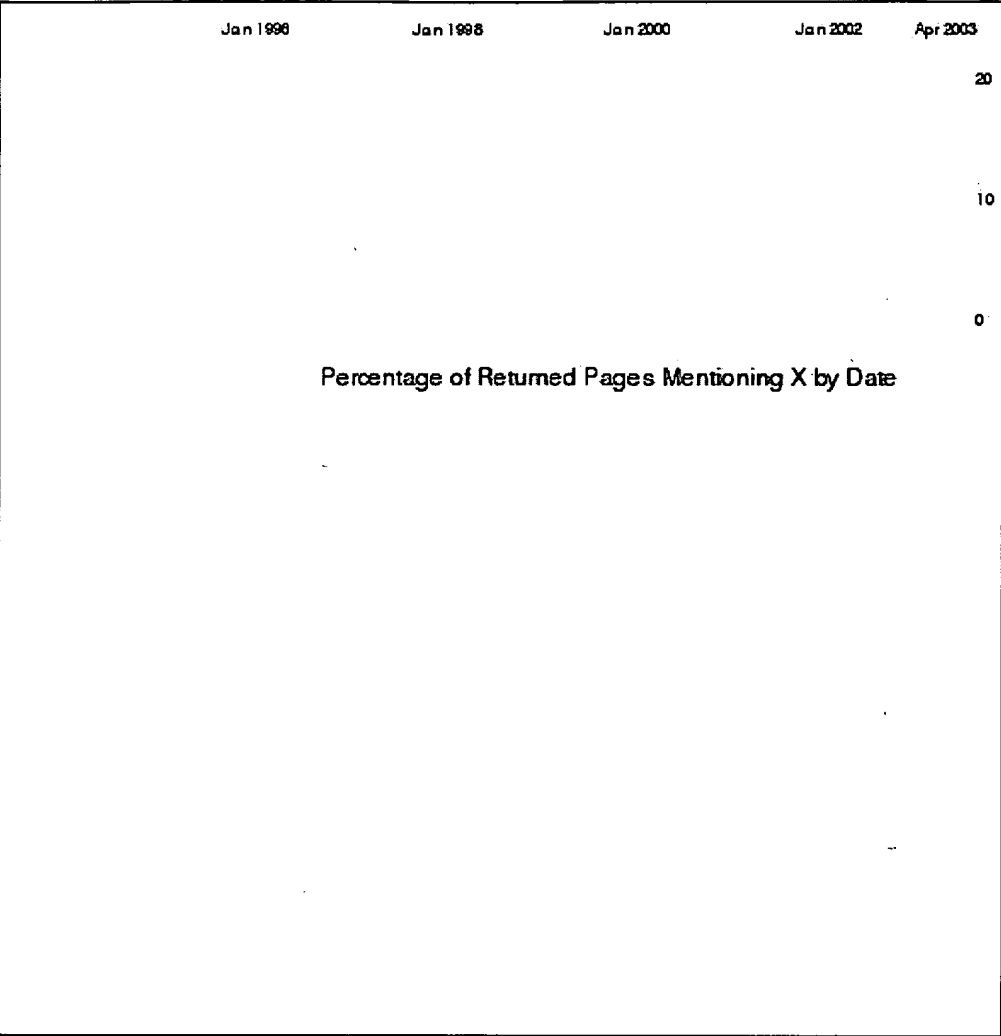 Jan 1996 Jan 1998 Jan 2000 Jan 2002 Apr 2003
20
10
0
Percentage of Returned Pages Mentioning X by Date